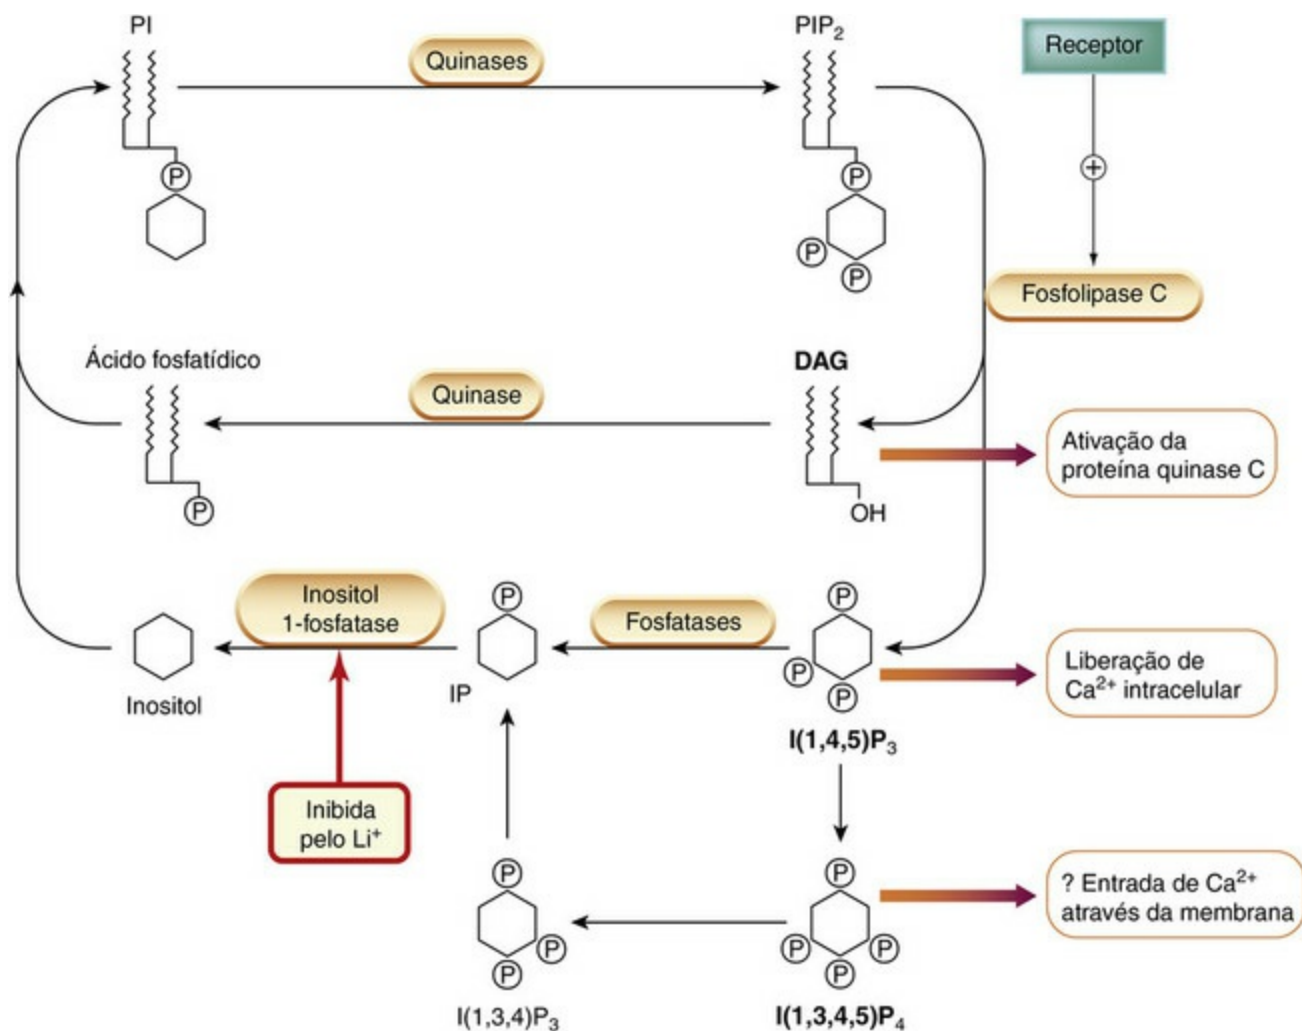 PI
PIP₂
Receptor
Quinases
+
P
P
P
P
Fosfolipase C
Ácido fosfatídico
DAG
Quinase
Ativação da
proteína quinase C
P
OH
Inositol
1-fosfatase
P
Fosfatases
P
P
P
Liberação de
Ca²⁺ intracelular
Inositol
IP
I(1,4,5)P₃
Inibida
pelo Li⁺
P
P
P
P
P
P
P
? Entrada de Ca²⁺
através da membrana
I(1,3,4)P₃
I(1,3,4,5)P₄